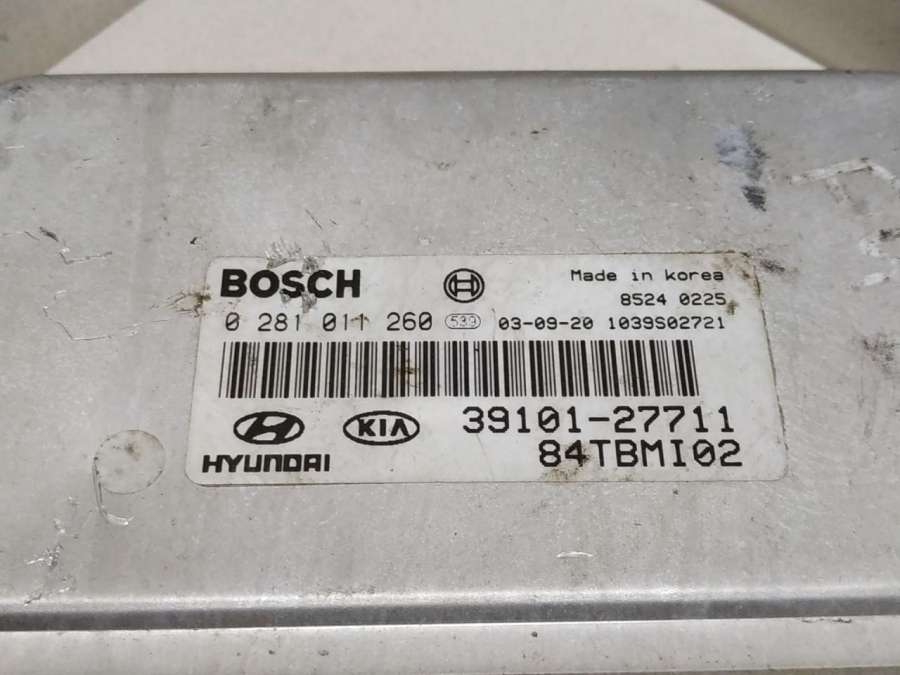 BOSCH
Made in Korea
8524 0225
0 281 011 260 539 03-09-20 1039S02721
39101-27711
HYUNDAI KIA 84TBMI02